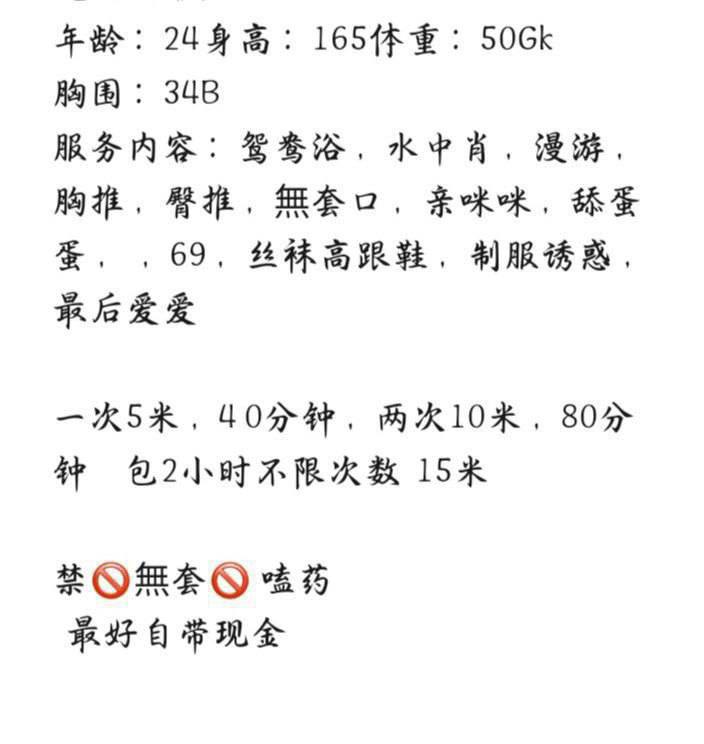 年龄：24身高：165体重：50Gk
胸围：34B
服务内容：鸳鸯浴，水中肖，漫游，
胸推，臀推，無套口，亲咪咪，舔蛋
蛋，，69，丝袜高跟鞋，制服诱惑，
最后爱爱
一次5米，40分钟，两次10米，80分
钟 包2小时不限次数 15米
禁🚫無套🚫嗑药
最好自带现金